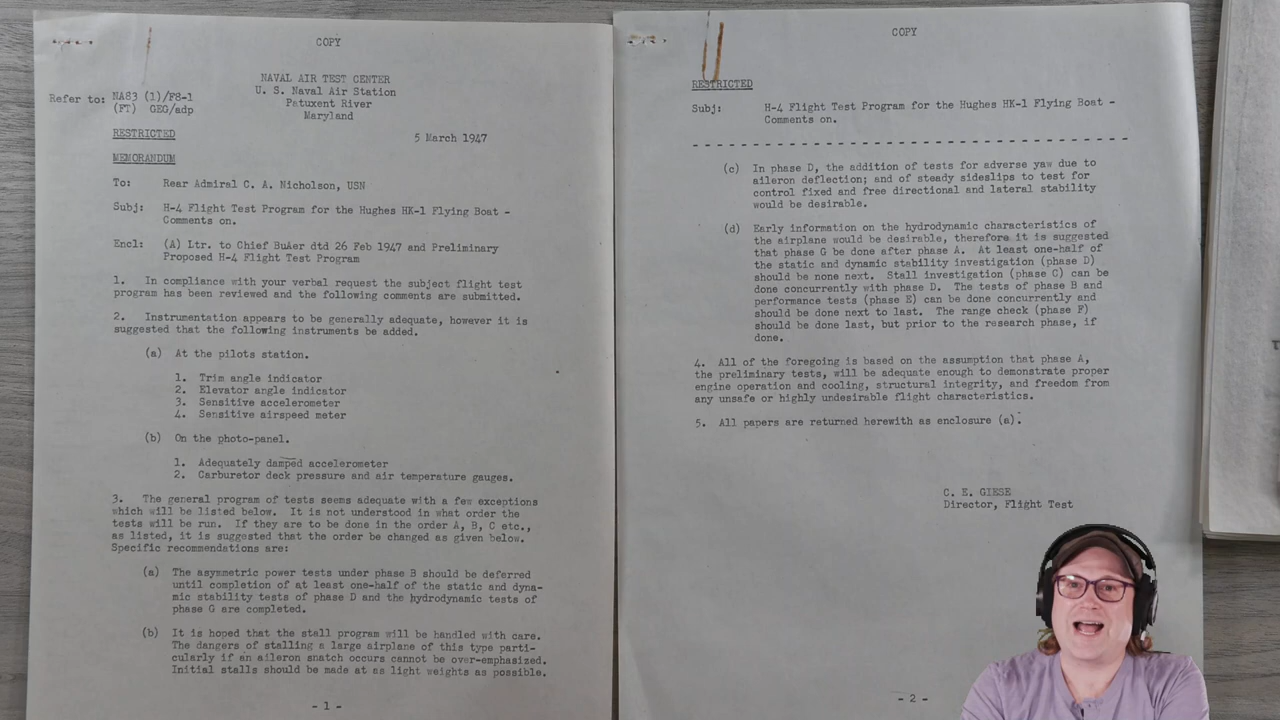 COPY
NAVAL AIR TEST CENTER
U. S. Naval Air Station
Patuxent River
Maryland
Refer to: NA83 (1)/F8-1
(FT) GEG/adp
RESTRICTED
5 March 1947
MEMORANDUM
To: Rear Admiral C. A. Nicholson, USN
Subj: H-4 Flight Test Program for the Hughes HK-1 Flying Boat -
Comments on.
Encl: (A) Ltr. to Chief BuAer dtd 26 Feb 1947 and Preliminary
Proposed H-4 Flight Test Program
1. In compliance with your verbal request the subject flight test
program has been reviewed and the following comments are submitted.
2. Instrumentation appears to be generally adequate, however it is
suggested that the following instruments be added.
(a) At the pilots station.
1. Trim angle indicator
2. Elevator angle indicator
3. Sensitive accelerometer
4. Sensitive airspeed meter
(b) On the photo-panel.
1. Adequately damped accelerometer
2. Carburetor deck pressure and air temperature gauges.
3. The general program of tests seems adequate with a few exceptions
which will be listed below. It is not understood in what order the
tests will be run. If they are to be done in the order A, B, C etc.,
as listed, it is suggested that the order be changed as given below.
Specific recommendations are:
(a) The asymmetric power tests under phase B should be deferred
until completion of at least one-half of the static and dyna-
mic stability tests of phase D and the hydrodynamic tests of
phase G are completed.
(b) It is hoped that the stall program will be handled with care.
The dangers of stalling a large airplane of this type parti-
cularly if an aileron snatch occurs cannot be over-emphasized.
Initial stalls should be made at as light weights as possible.
- 1 -
COPY
RESTRICTED
Subj: H-4 Flight Test Program for the Hughes HK-1 Flying Boat -
Comments on.
(c) In phase D, the addition of tests for adverse yaw due to
aileron deflection; and of steady sideslips to test for
control fixed and free directional and lateral stability
would be desirable.
(d) Early information on the hydrodynamic characteristics of
the airplane would be desirable, therefore it is suggested
that phase G be done after phase A. At least one-half of
the static and dynamic stability investigation (phase D)
should be none next. Stall investigation (phase C) can be
done concurrently with phase D. The tests of phase B and
performance tests (phase E) can be done concurrently and
should be done next to last. The range check (phase F)
should be done last, but prior to the research phase, if
done.
4. All of the foregoing is based on the assumption that phase A,
the preliminary tests, will be adequate enough to demonstrate proper
engine operation and cooling, structural integrity, and freedom from
any unsafe or highly undesirable flight characteristics.
5. All papers are returned herewith as enclosure (a).
C. E. GIESE
Director, Flight Test
- 2 -